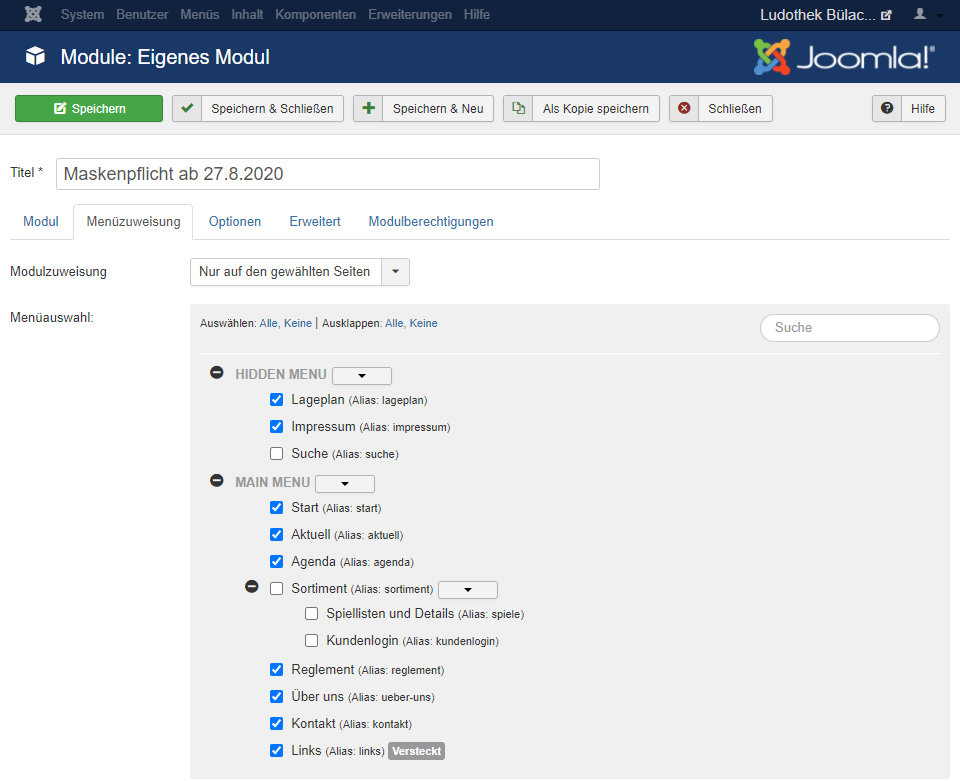 System Benutzer Menüs Inhalt Komponenten Erweiterungen Hilfe Ludothek Bülac...
Module: Eigenes Modul Joomla!®
Speichern Speichern & Schließen Speichern & Neu Als Kopie speichern Schließen Hilfe
Titel * Maskenpflicht ab 27.8.2020
Modul Menüzuweisung Optionen Erweitert Modulberechtigungen
Modulzuweisung Nur auf den gewählten Seiten
Menüauswahl: Auswählen: Alle, Keine | Ausklappen: Alle, Keine Suche
HIDDEN MENU
Lageplan (Alias: lageplan)
Impressum (Alias: impressum)
Suche (Alias: suche)
MAIN MENU
Start (Alias: start)
Aktuell (Alias: aktuell)
Agenda (Alias: agenda)
Sortiment (Alias: sortiment)
Spiellisten und Details (Alias: spiele)
Kundenlogin (Alias: kundenlogin)
Reglement (Alias: reglement)
Über uns (Alias: ueber-uns)
Kontakt (Alias: kontakt)
Links (Alias: links) Versteckt